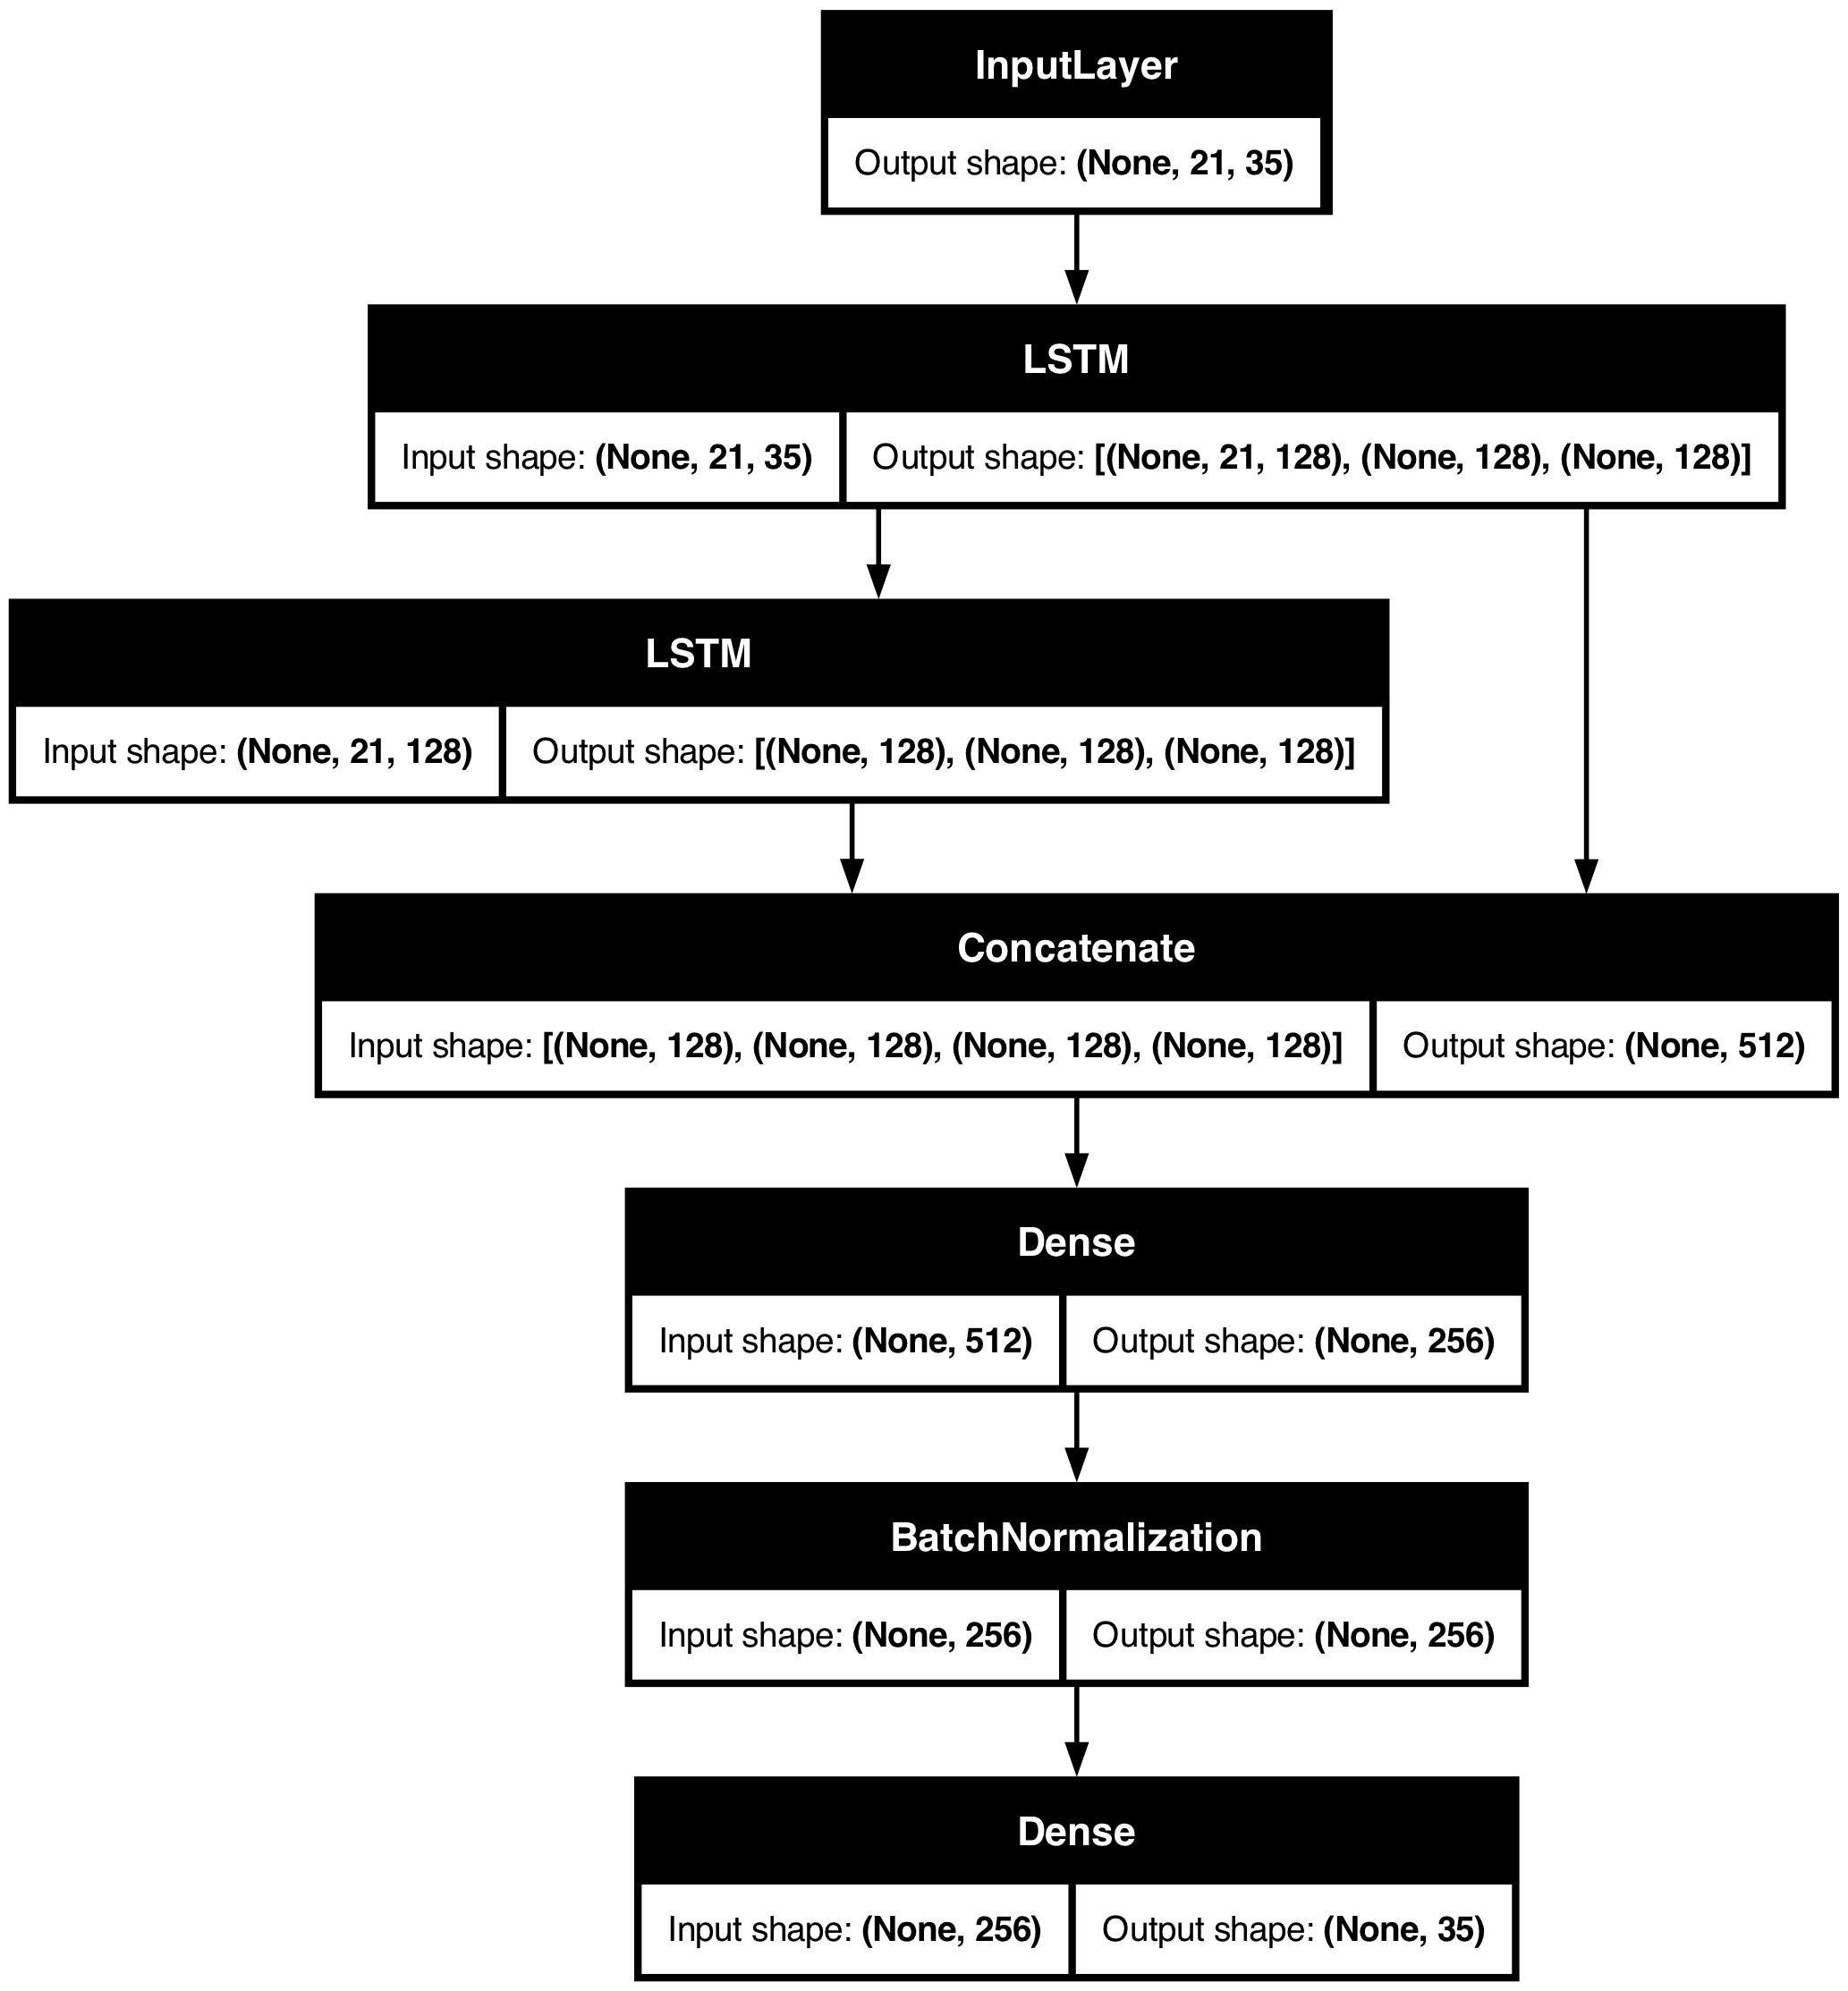 InputLayer
Output shape: (None, 21, 35)
LSTM
Input shape: (None, 21, 35)
Output shape: [(None, 21, 128), (None, 128), (None, 128)]
LSTM
Input shape: (None, 21, 128)
Output shape: [(None, 128), (None, 128), (None, 128)]
Concatenate
Input shape: [(None, 128), (None, 128), (None, 128), (None, 128)]
Output shape: (None, 512)
Dense
Input shape: (None, 512)
Output shape: (None, 256)
BatchNormalization
Input shape: (None, 256)
Output shape: (None, 256)
Dense
Input shape: (None, 256)
Output shape: (None, 35)